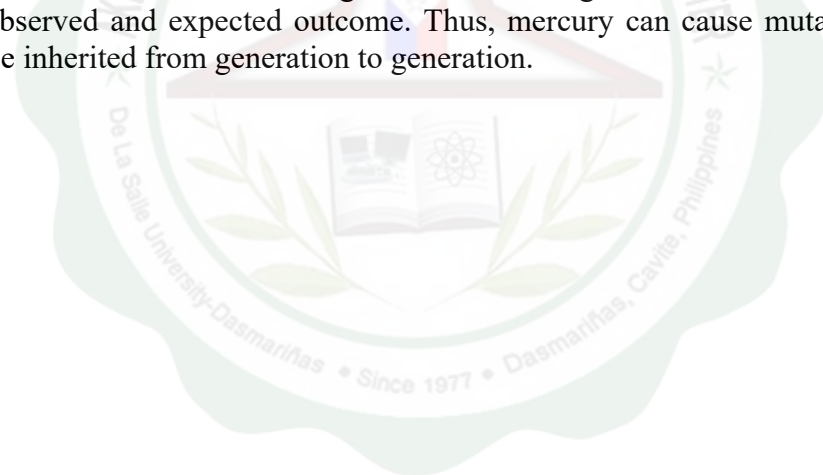 bserved and expected outcome. Thus, mercury can cause muta
e inherited from generation to generation.
De La Salle University-Dasmariñas • Since 1977 • Dasmariñas, Cavite, Philippines